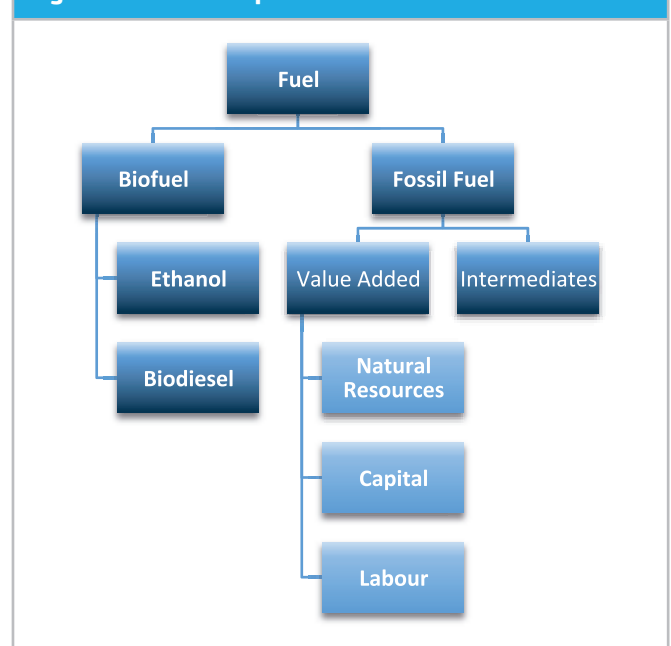 Fuel
Biofuel
Fossil Fuel
Ethanol
Value Added
Intermediates
Biodiesel
Natural
Resources
Capital
Labour